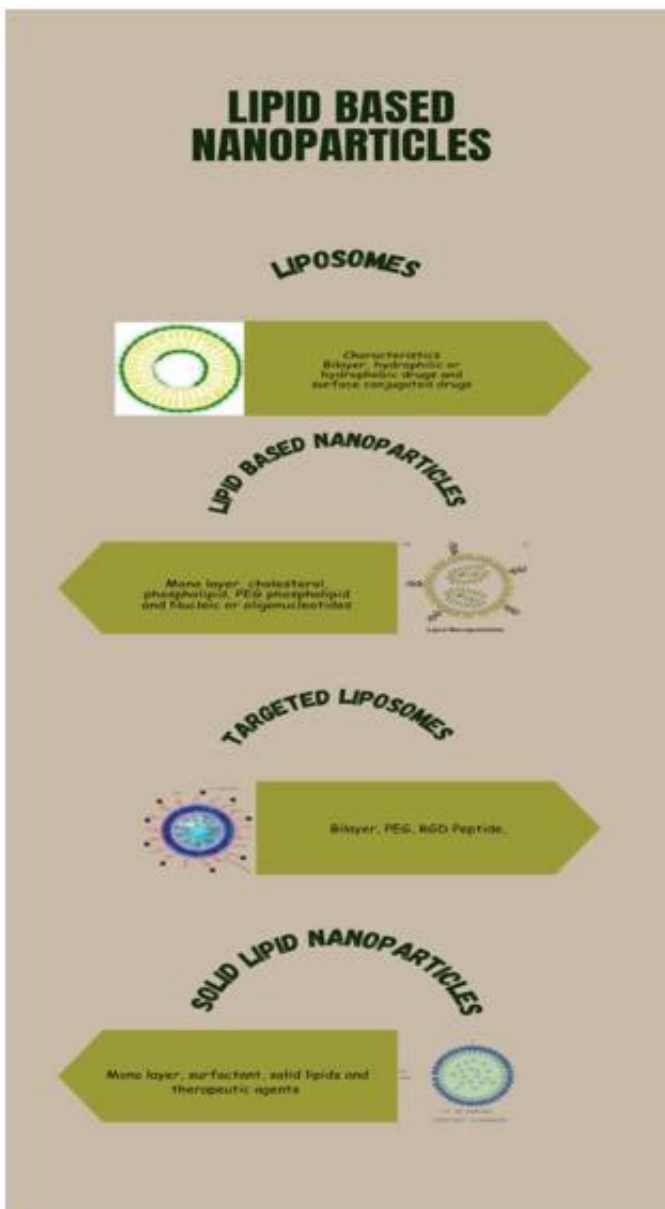 LIPID BASED
NANOPARTICLES
LIPOSOMES
Characteristics
Bilayer, hydrophilic or
hydrophobic drugs and
surface conjugated drugs
LIPID BASED NANOPARTICLES
Mono layer, cholesterol,
phospholipid, PEG phospholipid
and Nucleic or oligonucleotides
Lipid Nanoparticles
TARGETED LIPOSOMES
Bilayer, PEG, RGD Peptide,
SOLID LIPID NANOPARTICLES
Mono layer, surfactant, solid lipids and
therapeutic agents